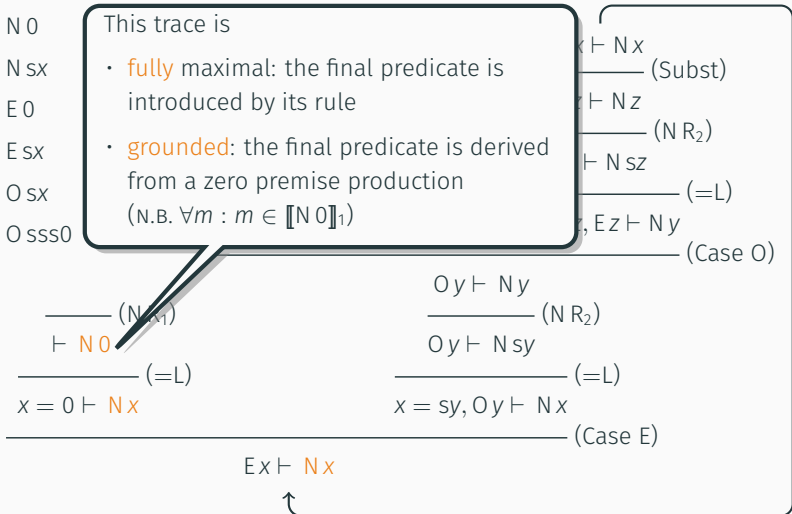 N 0
N sx
E 0
E sx
O sx
O sss0
This trace is
• fully maximal: the final predicate is
introduced by its rule
• grounded: the final predicate is derived
from a zero premise production
(N.B. ∀m : m ∈ ⟦N 0⟧₁)
⊢ N x
(Subst)
⊢ N z
(N R₂)
⊢ N sz
(=L)
, E z ⊢ N y
(Case O)
(N R₁)
⊢ N 0
(=L)
x = 0 ⊢ N x
O y ⊢ N y
(N R₂)
O y ⊢ N sy
(=L)
x = sy, O y ⊢ N x
(Case E)
E x ⊢ N x